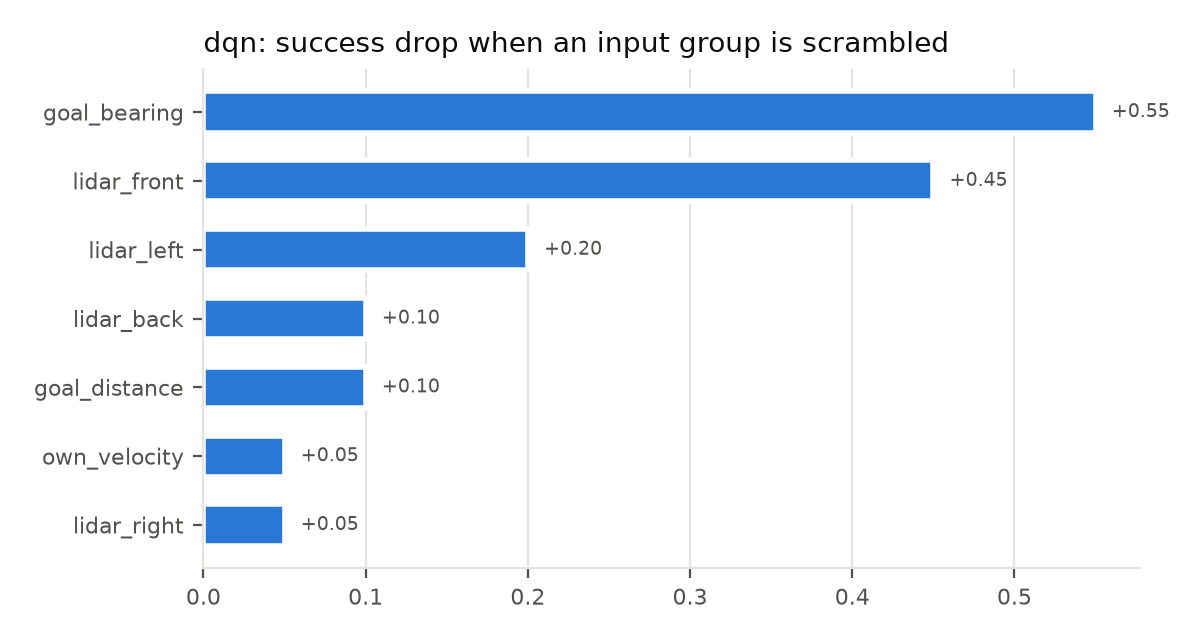 dqn: success drop when an input group is scrambled
goal_bearing +0.55
lidar_front +0.45
lidar_left +0.20
lidar_back +0.10
goal_distance +0.10
own_velocity +0.05
lidar_right +0.05
0.0 0.1 0.2 0.3 0.4 0.5